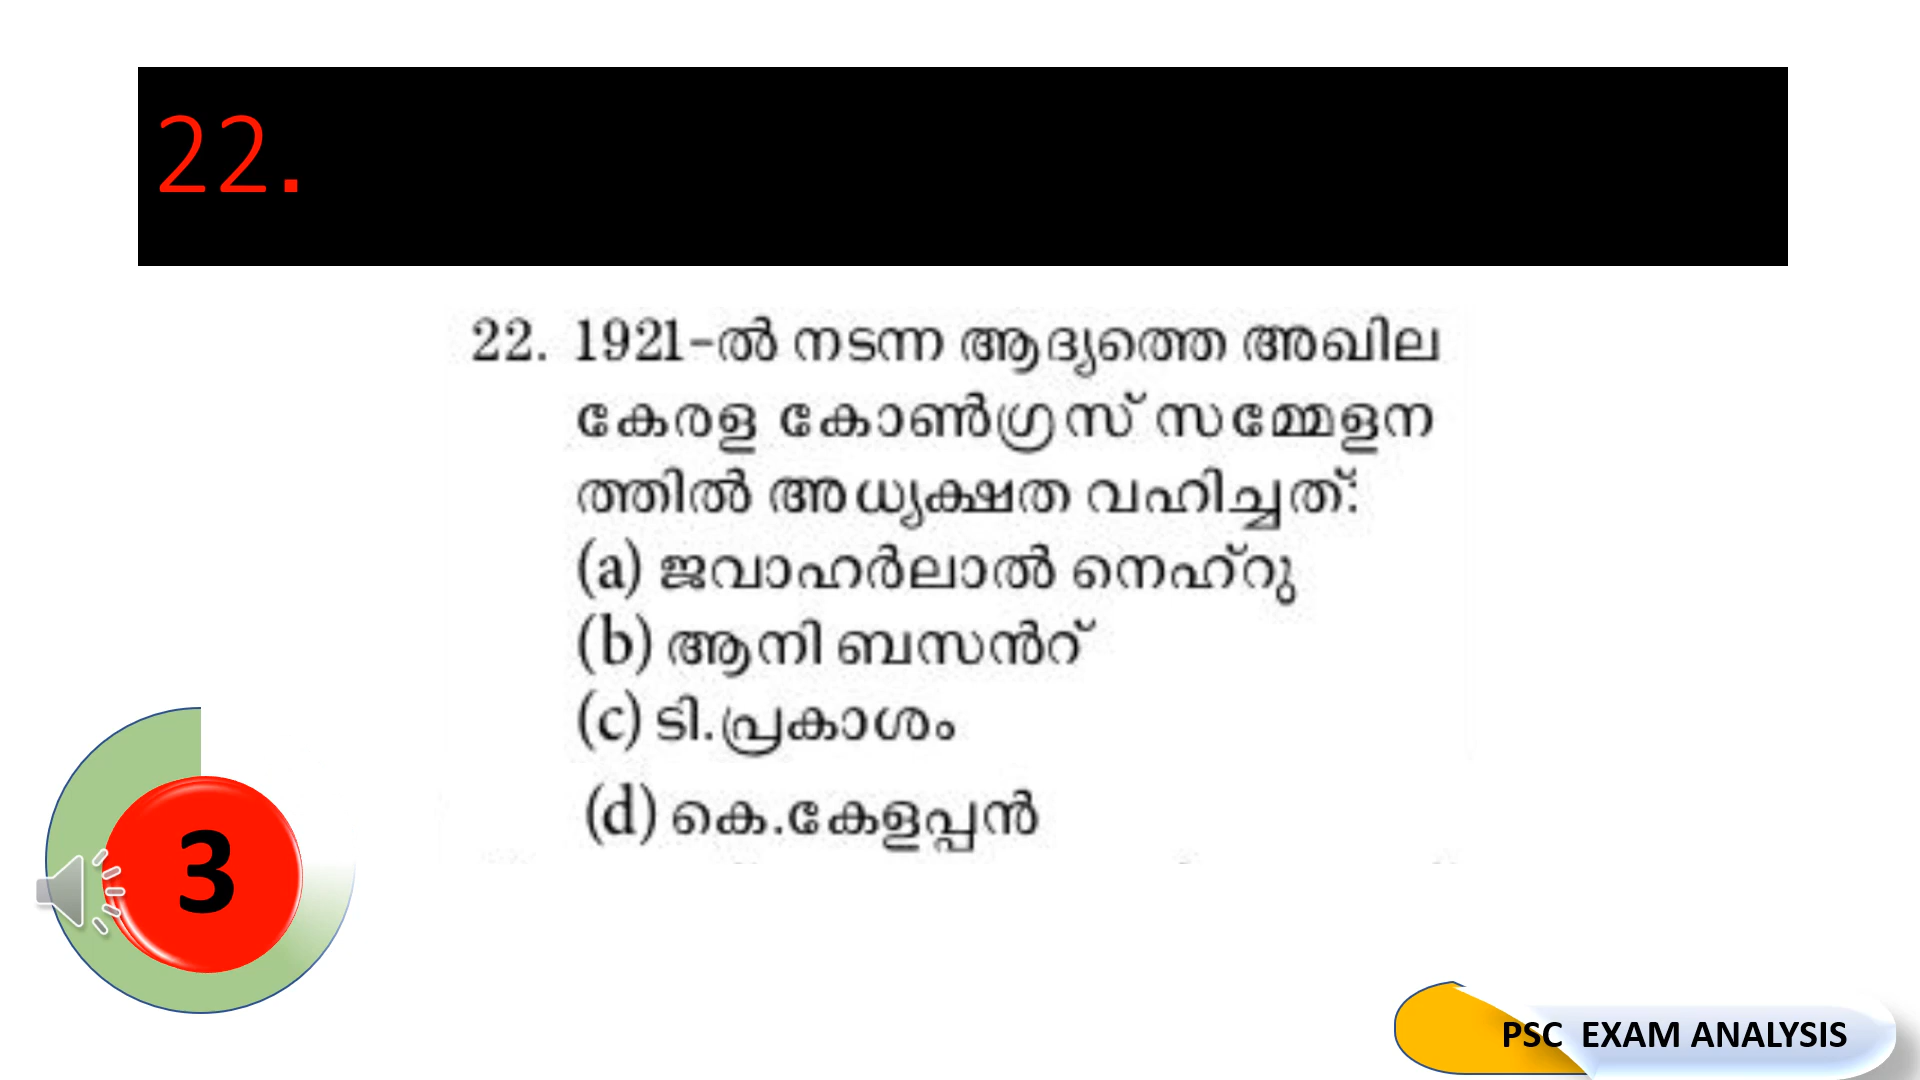 22.
22. 1921-ൽ നടന്ന ആദ്യത്തെ അഖില
കേരള കോൺഗ്രസ് സമ്മേളന
ത്തിൽ അധ്യക്ഷത വഹിച്ചത്:
(a) ജവാഹർലാൽ നെഹ്റു
(b) ആനി ബസൻറ്
(c) ടി.പ്രകാശം
(d) കെ.കേളപ്പൻ
3
PSC EXAM ANALYSIS